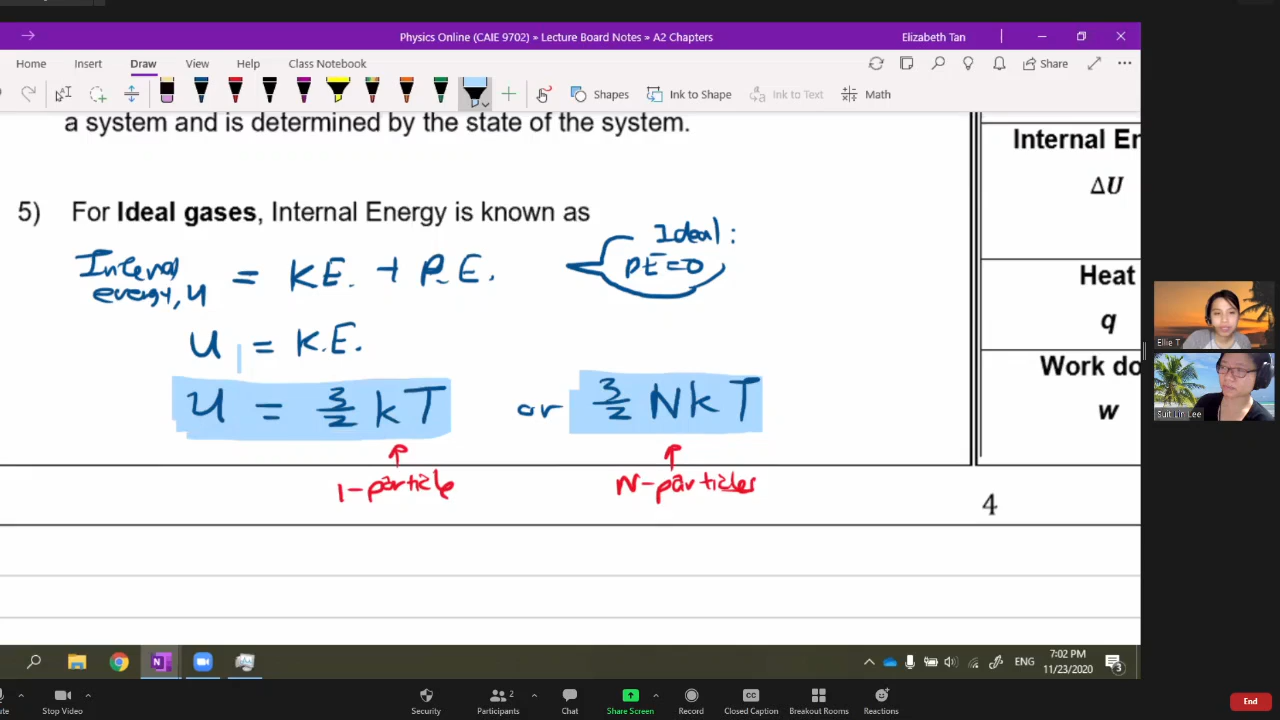 Physics Online (CAIE 9702) » Lecture Board Notes » A2 Chapters
Elizabeth Tan
Home Insert Draw View Help Class Notebook
Share
Shapes Ink to Shape Ink to Text Math
a system and is determined by the state of the system.
5) For Ideal gases, Internal Energy is known as
Ideal:
PE=0
Internal
energy, U = KE. + P.E.
U = K.E.
U = 3/2 kT or 3/2 NkT
1-particle
N-particles
Internal Er
ΔU
Heat
q
Work do
w
4
Ellie T
Suit Lin Lee
ENG
7:02 PM
11/23/2020
3
Stop Video
Security
Participants
2
Chat
Share Screen
Record
Closed Caption
Breakout Rooms
Reactions
End